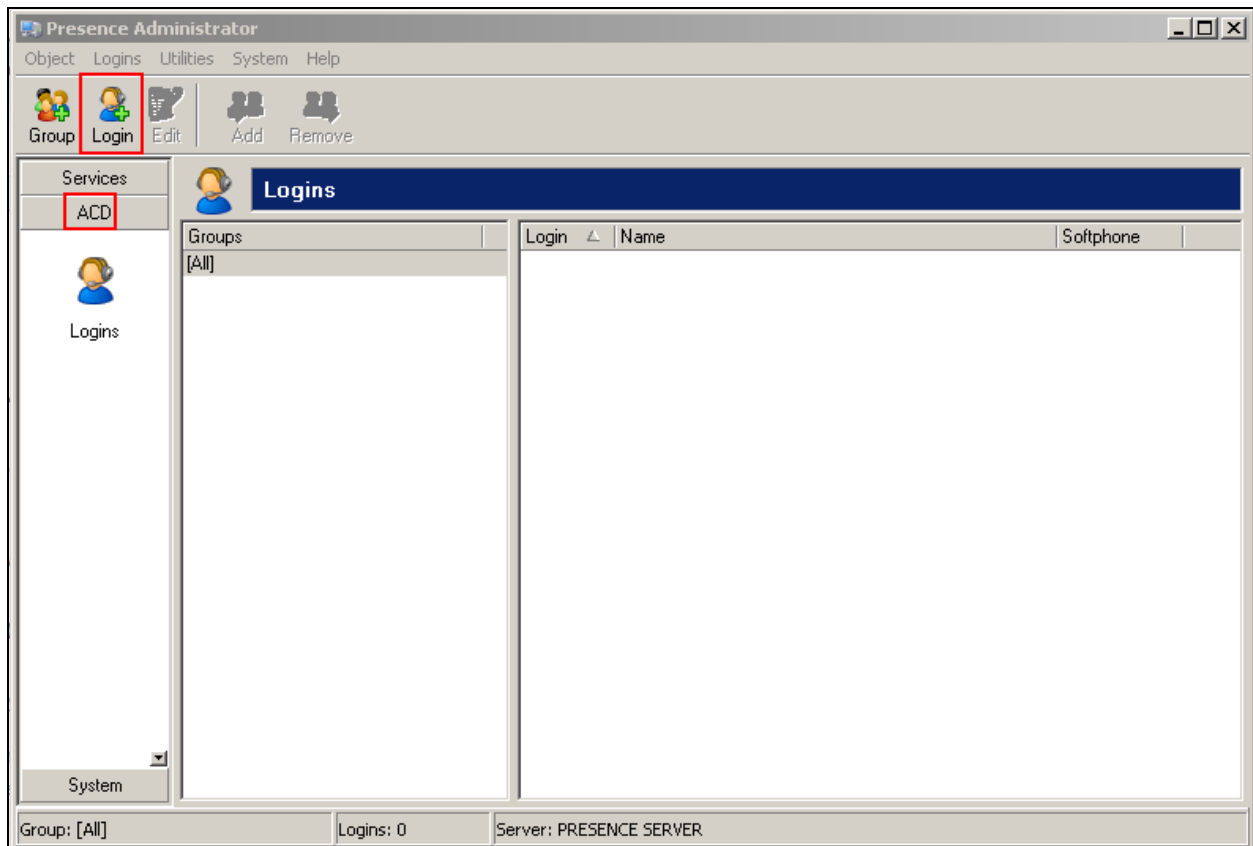 Presence Administrator
Object Logins Utilities System Help
Group Login Edit Add Remove
Services
ACD
Logins
System
Logins
Groups
[All]
Login Name Softphone
Group: [All] Logins: 0 Server: PRESENCE SERVER